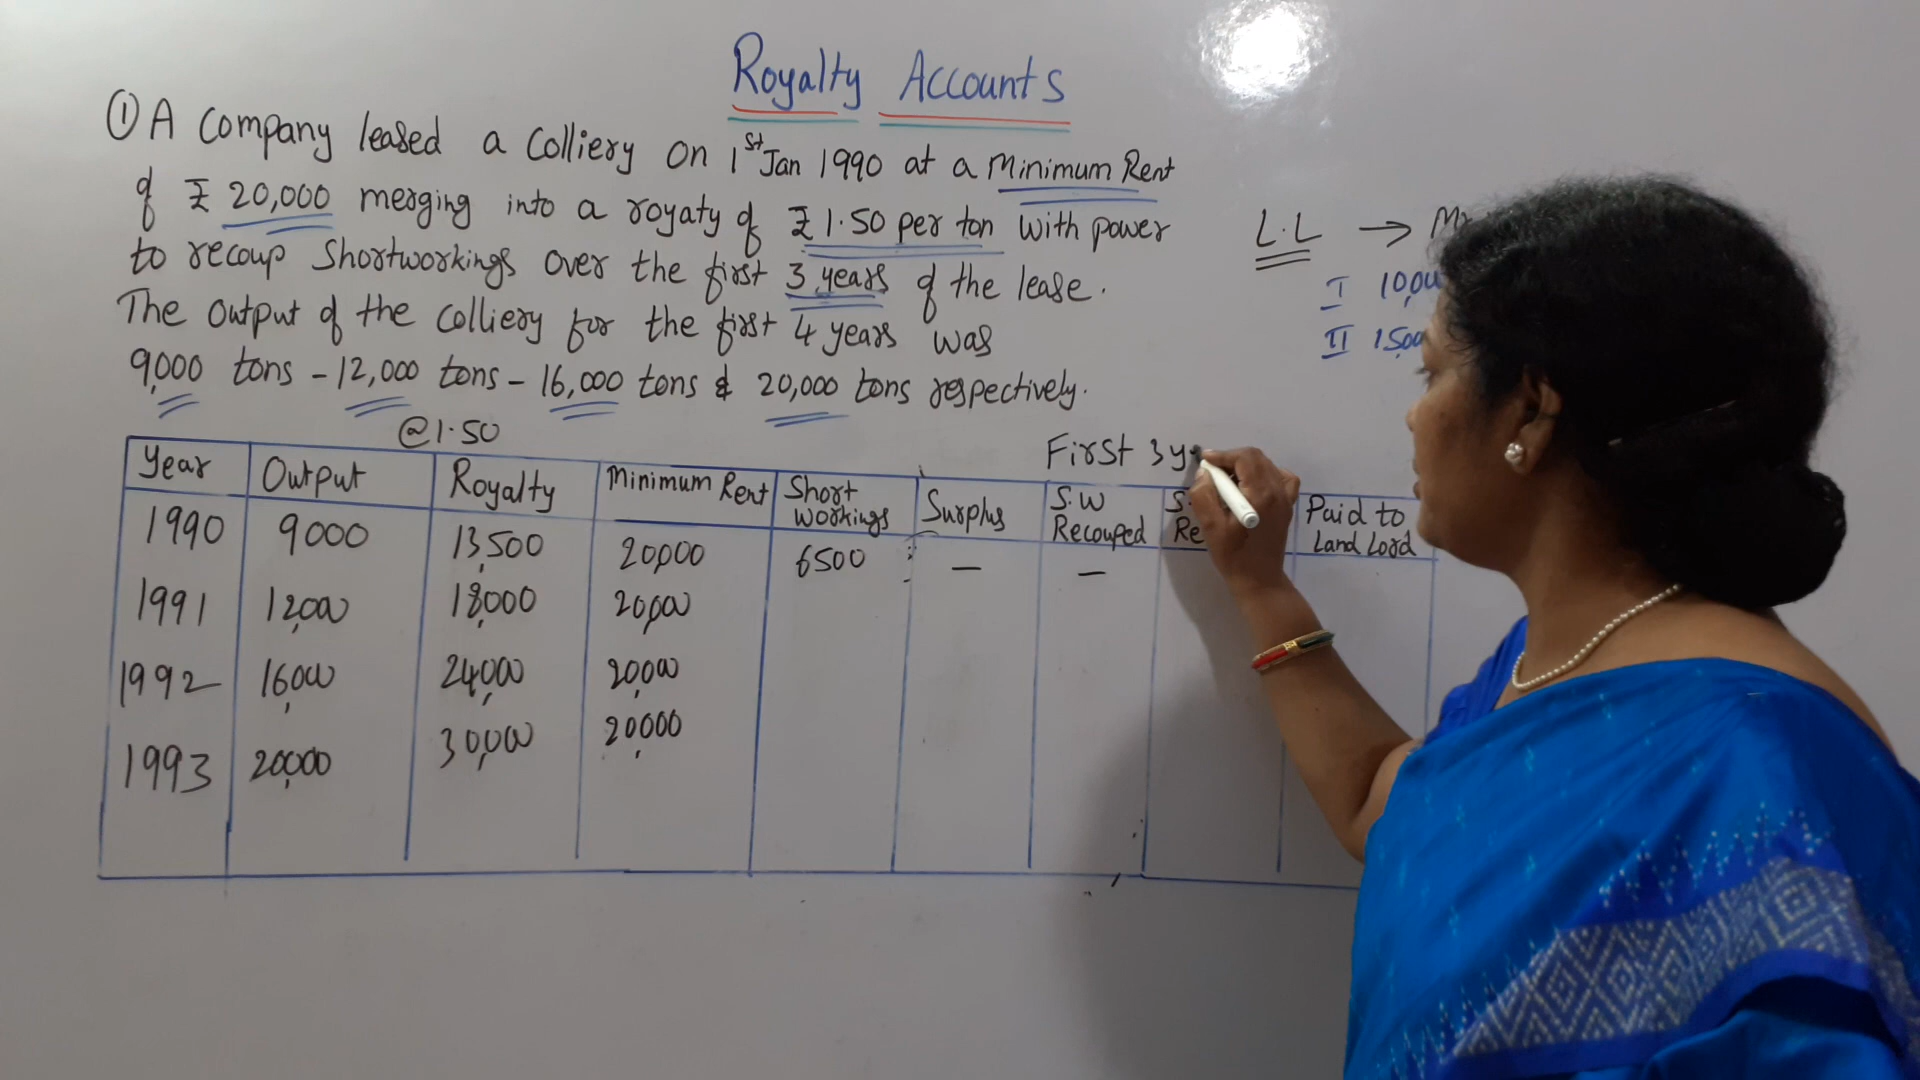 Royalty Accounts
① A Company leased a Colliery on 1st Jan 1990 at a Minimum Rent
of ₹ 20,000 merging into a royaty of ₹ 1.50 per ton with power
to recoup Shortworkings over the first 3 years of the lease.
The Output of the Colliery for the first 4 years was
9,000 tons - 12,000 tons - 16,000 tons & 20,000 tons respectively.
L.L →
I
II
@1.50
First 3
Year Output Royalty Minimum Rent Short Workings Surplus S.W Recouped Paid to Land Lord
1990 9000 13,500 20,000 6500 — —
1991 12,000 18,000 20,000
1992 16,000 24,000 20,000
1993 20,000 30,000 20,000